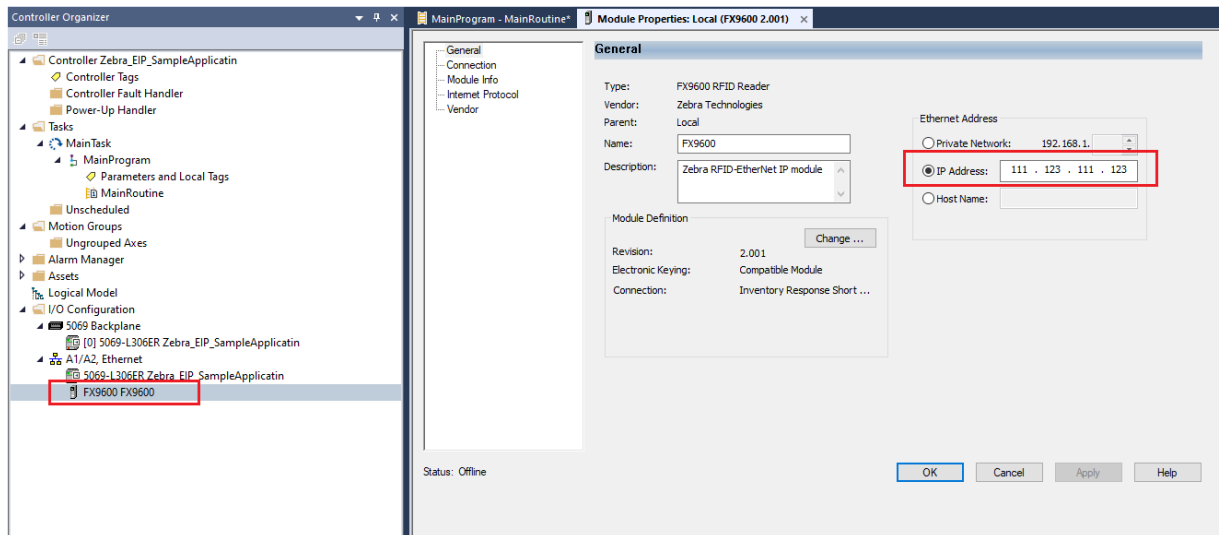 Controller Organizer
Controller Zebra_EIP_SampleApplicatin
Controller Tags
Controller Fault Handler
Power-Up Handler
Tasks
MainTask
MainProgram
Parameters and Local Tags
MainRoutine
Unscheduled
Motion Groups
Ungrouped Axes
Alarm Manager
Assets
Logical Model
I/O Configuration
5069 Backplane
[0] 5069-L306ER Zebra_EIP_SampleApplicatin
A1/A2, Ethernet
5069-L306ER Zebra_EIP_SampleApplicatin
FX9600 FX9600
MainProgram - MainRoutine*
Module Properties: Local (FX9600 2.001) ×
General
Connection
Module Info
Internet Protocol
Vendor
General
Type: FX9600 RFID Reader
Vendor: Zebra Technologies
Parent: Local
Name: FX9600
Description: Zebra RFID-EtherNet IP module
Module Definition
Change ...
Revision: 2.001
Electronic Keying: Compatible Module
Connection: Inventory Response Short ...
Ethernet Address
Private Network: 192.168.1.
IP Address: 111 . 123 . 111 . 123
Host Name:
Status: Offline
OK Cancel Apply Help